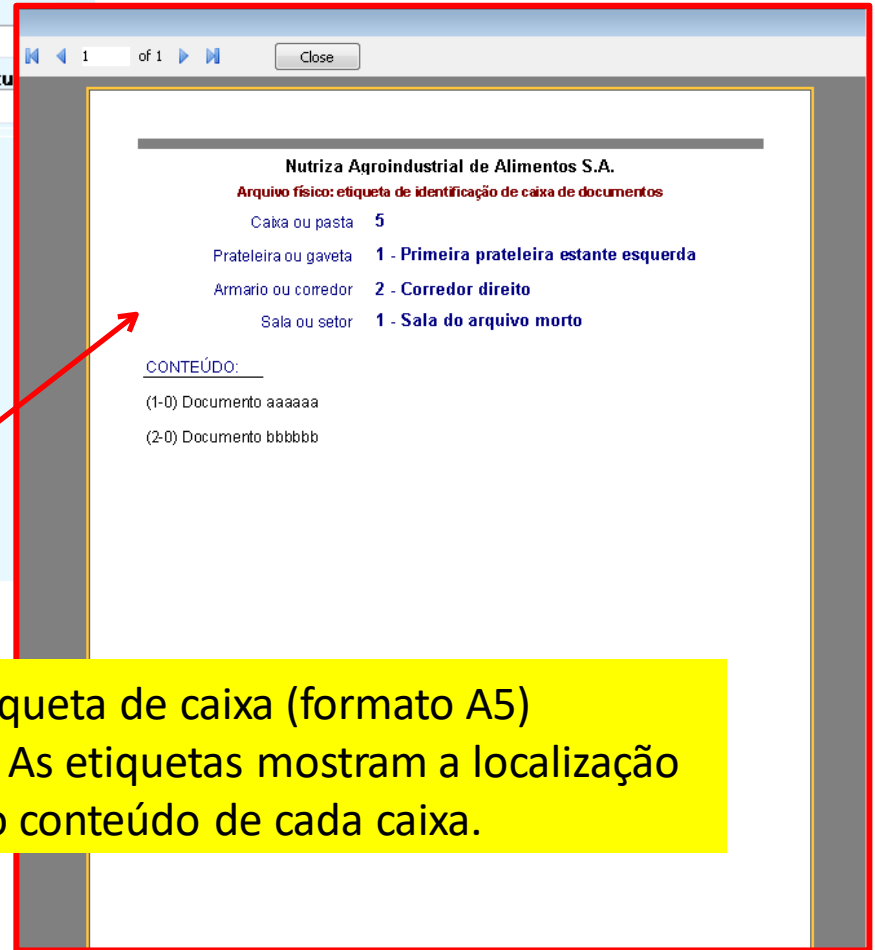 1 of 1 Close
Nutriza Agroindustrial de Alimentos S.A.
Arquivo físico: etiqueta de identificação de caixa de documentos
Caixa ou pasta 5
Prateleira ou gaveta 1 - Primeira prateleira estante esquerda
Armario ou corredor 2 - Corredor direito
Sala ou setor 1 - Sala do arquivo morto
CONTEÚDO:
(1-0) Documento aaaaaa
(2-0) Documento bbbbbb
queta de caixa (formato A5)
As etiquetas mostram a localização
conteúdo de cada caixa.